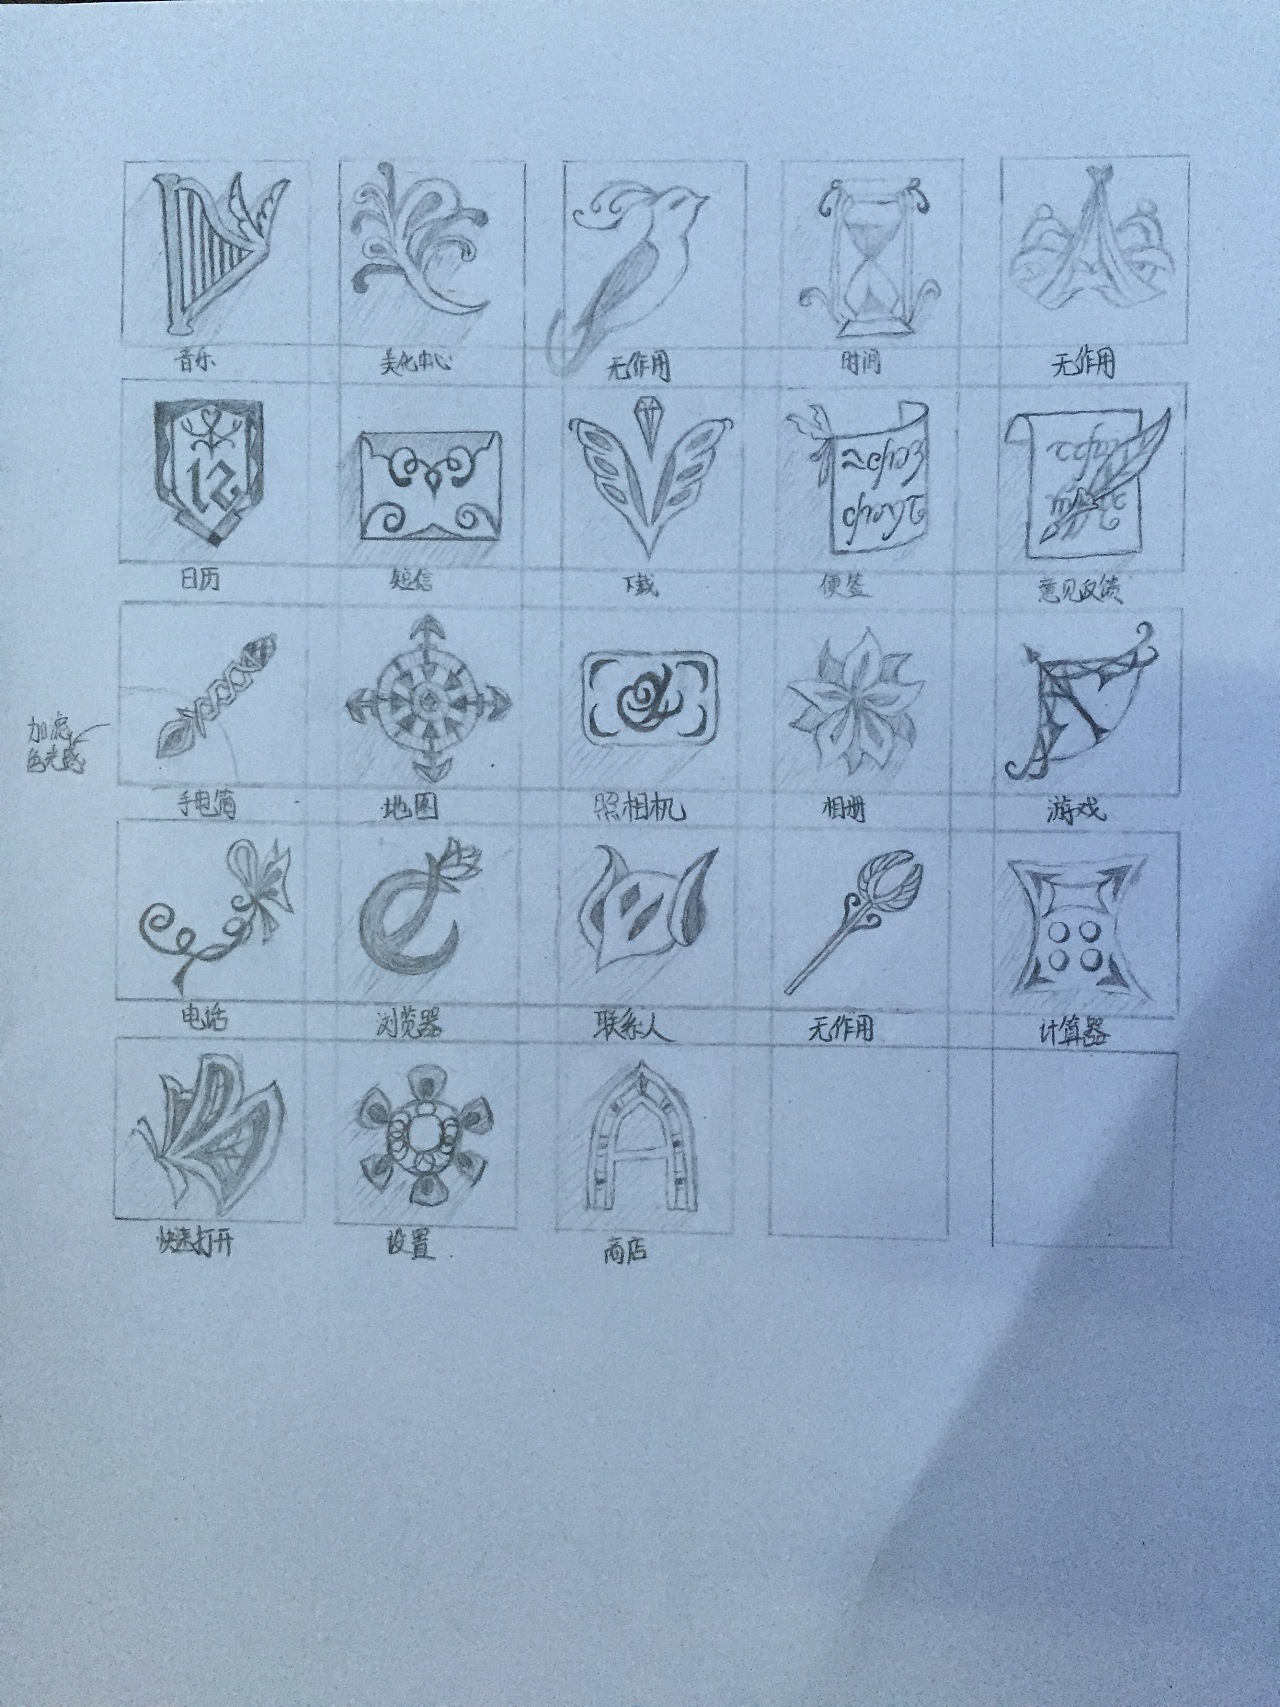 音乐
美化中心
无作用
时间
无作用
12
日历
短信
下载
便签
意见反馈
加滤
色光感
手电筒
地图
照相机
相册
游戏
电话
浏览器
联系人
无作用
计算器
快速打开
设置
商店